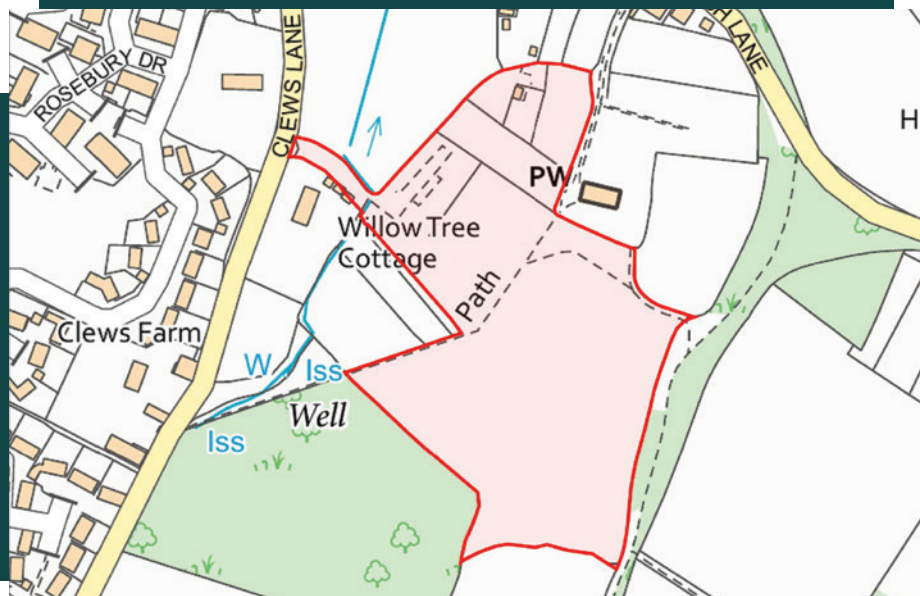 ROSEBURY DR
CLEWS LANE
H LANE
H
PW
Willow Tree
Cottage
Path
Clews Farm
W
Iss
Well
Iss